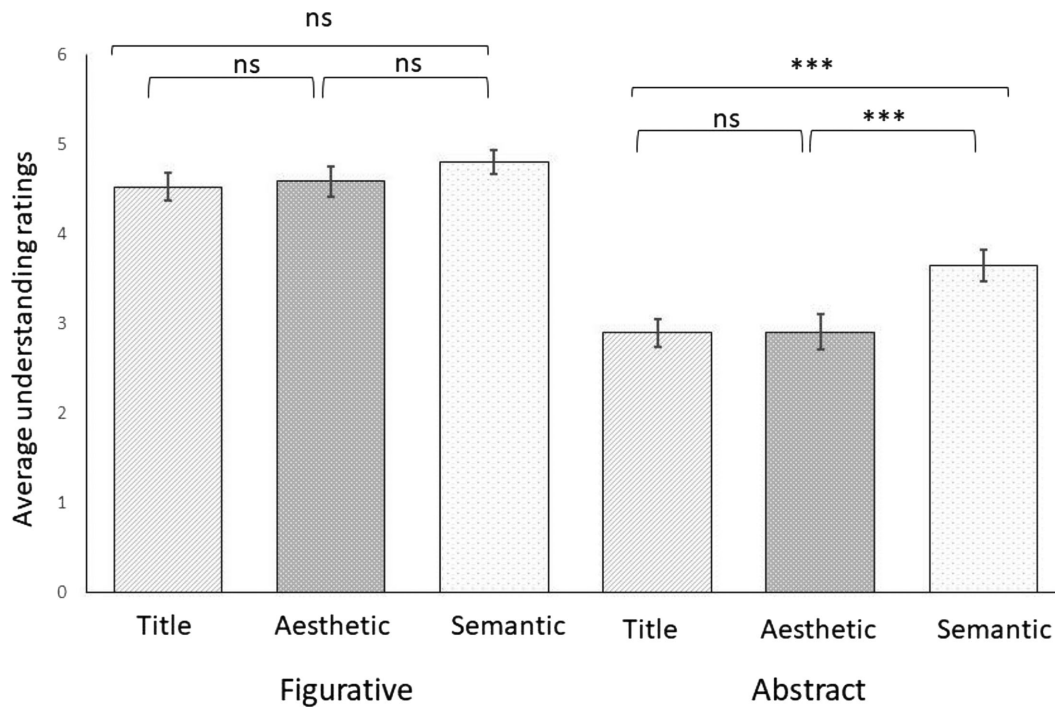 ns
ns ns
***
ns ***
Average understanding ratings
6
5
4
3
2
1
0
Title Aesthetic Semantic Title Aesthetic Semantic
Figurative Abstract